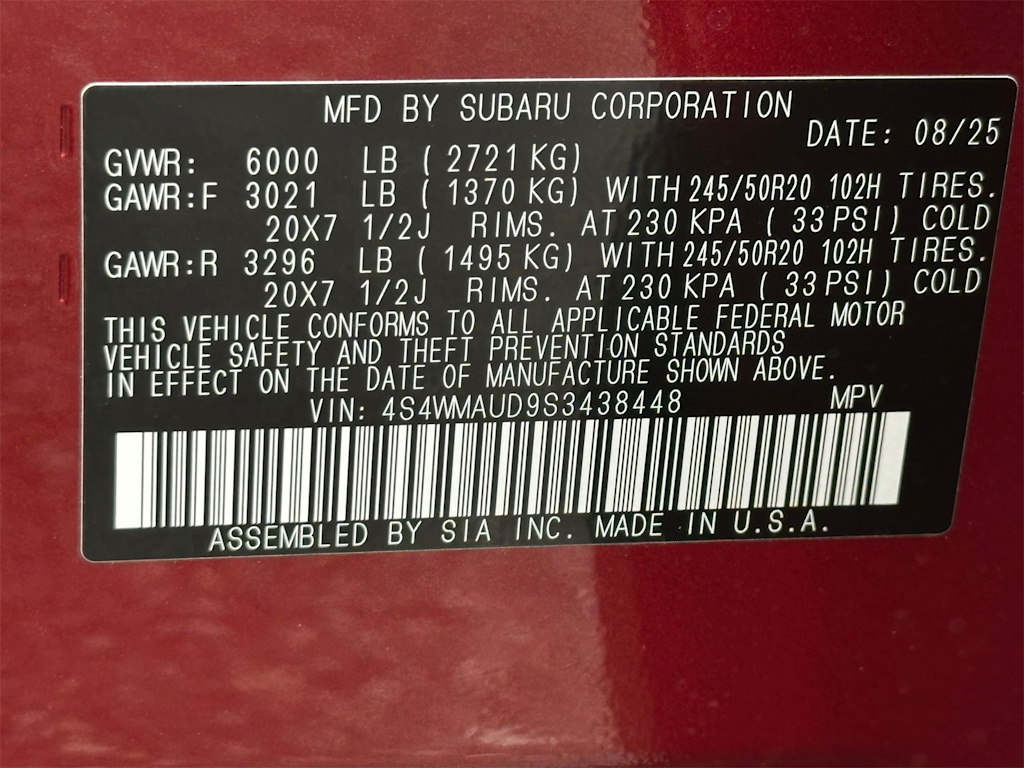 MFD BY SUBARU CORPORATION
DATE: 08/25
GVWR: 6000 LB ( 2721 KG)
GAWR:F 3021 LB ( 1370 KG) WITH 245/50R20 102H TIRES.
20X7 1/2J RIMS. AT 230 KPA ( 33 PSI) COLD
GAWR:R 3296 LB ( 1495 KG) WITH 245/50R20 102H TIRES.
20X7 1/2J RIMS. AT 230 KPA ( 33 PSI) COLD
THIS VEHICLE CONFORMS TO ALL APPLICABLE FEDERAL MOTOR
VEHICLE SAFETY AND THEFT PREVENTION STANDARDS
IN EFFECT ON THE DATE OF MANUFACTURE SHOWN ABOVE.
VIN: 4S4WMAUD9S3438448 MPV
ASSEMBLED BY SIA INC. MADE IN U.S.A.